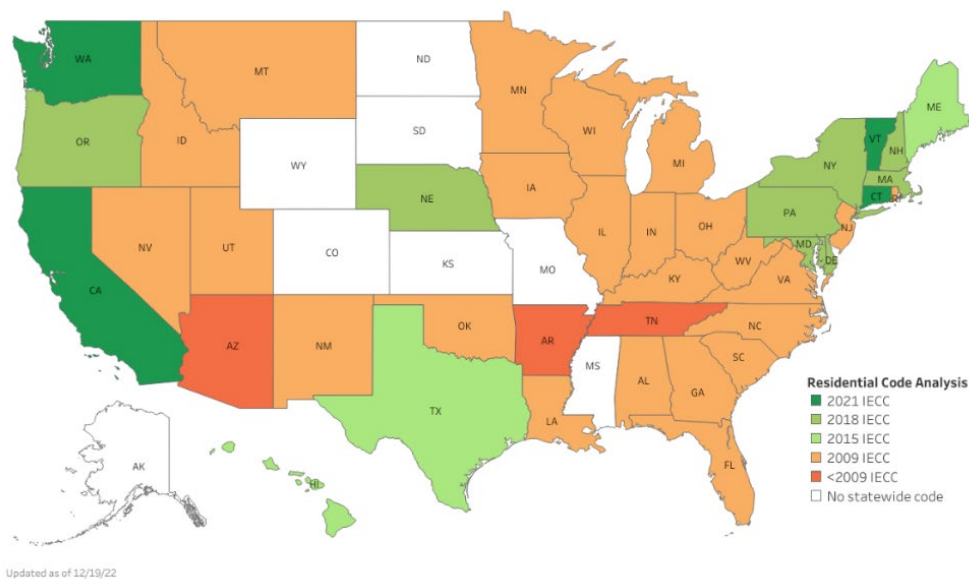 WA
ND
MT
MN
ME
OR
ID
SD
WI
VT
NH
WY
MI
NY
MA
CT
RI
NE
IA
PA
NV
UT
IL
IN
OH
NJ
CO
MD
DE
CA
KS
MO
WV
KY
VA
AZ
NM
OK
AR
TN
NC
SC
MS
AL
GA
TX
LA
FL
AK
HI
Residential Code Analysis
2021 IECC
2018 IECC
2015 IECC
2009 IECC
<2009 IECC
No statewide code
Updated as of 12/19/22